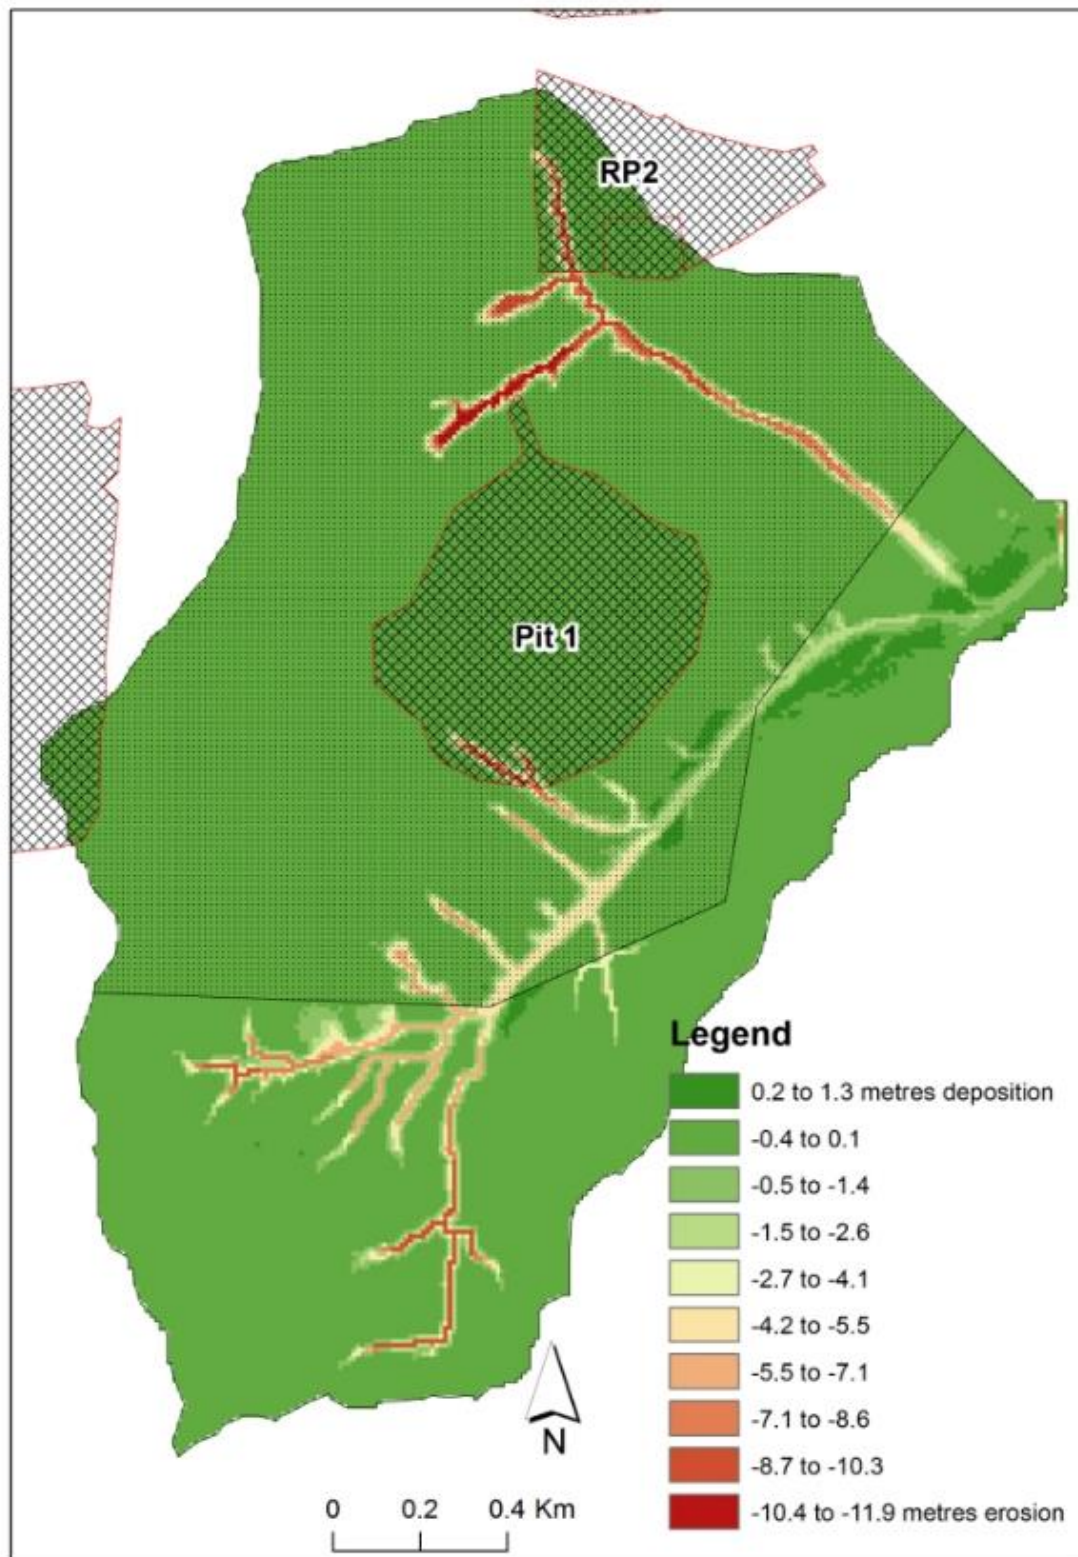 RP2
Pit 1
Legend
0.2 to 1.3 metres deposition
-0.4 to 0.1
-0.5 to -1.4
-1.5 to -2.6
-2.7 to -4.1
-4.2 to -5.5
-5.5 to -7.1
-7.1 to -8.6
-8.7 to -10.3
-10.4 to -11.9 metres erosion
N
0 0.2 0.4 Km